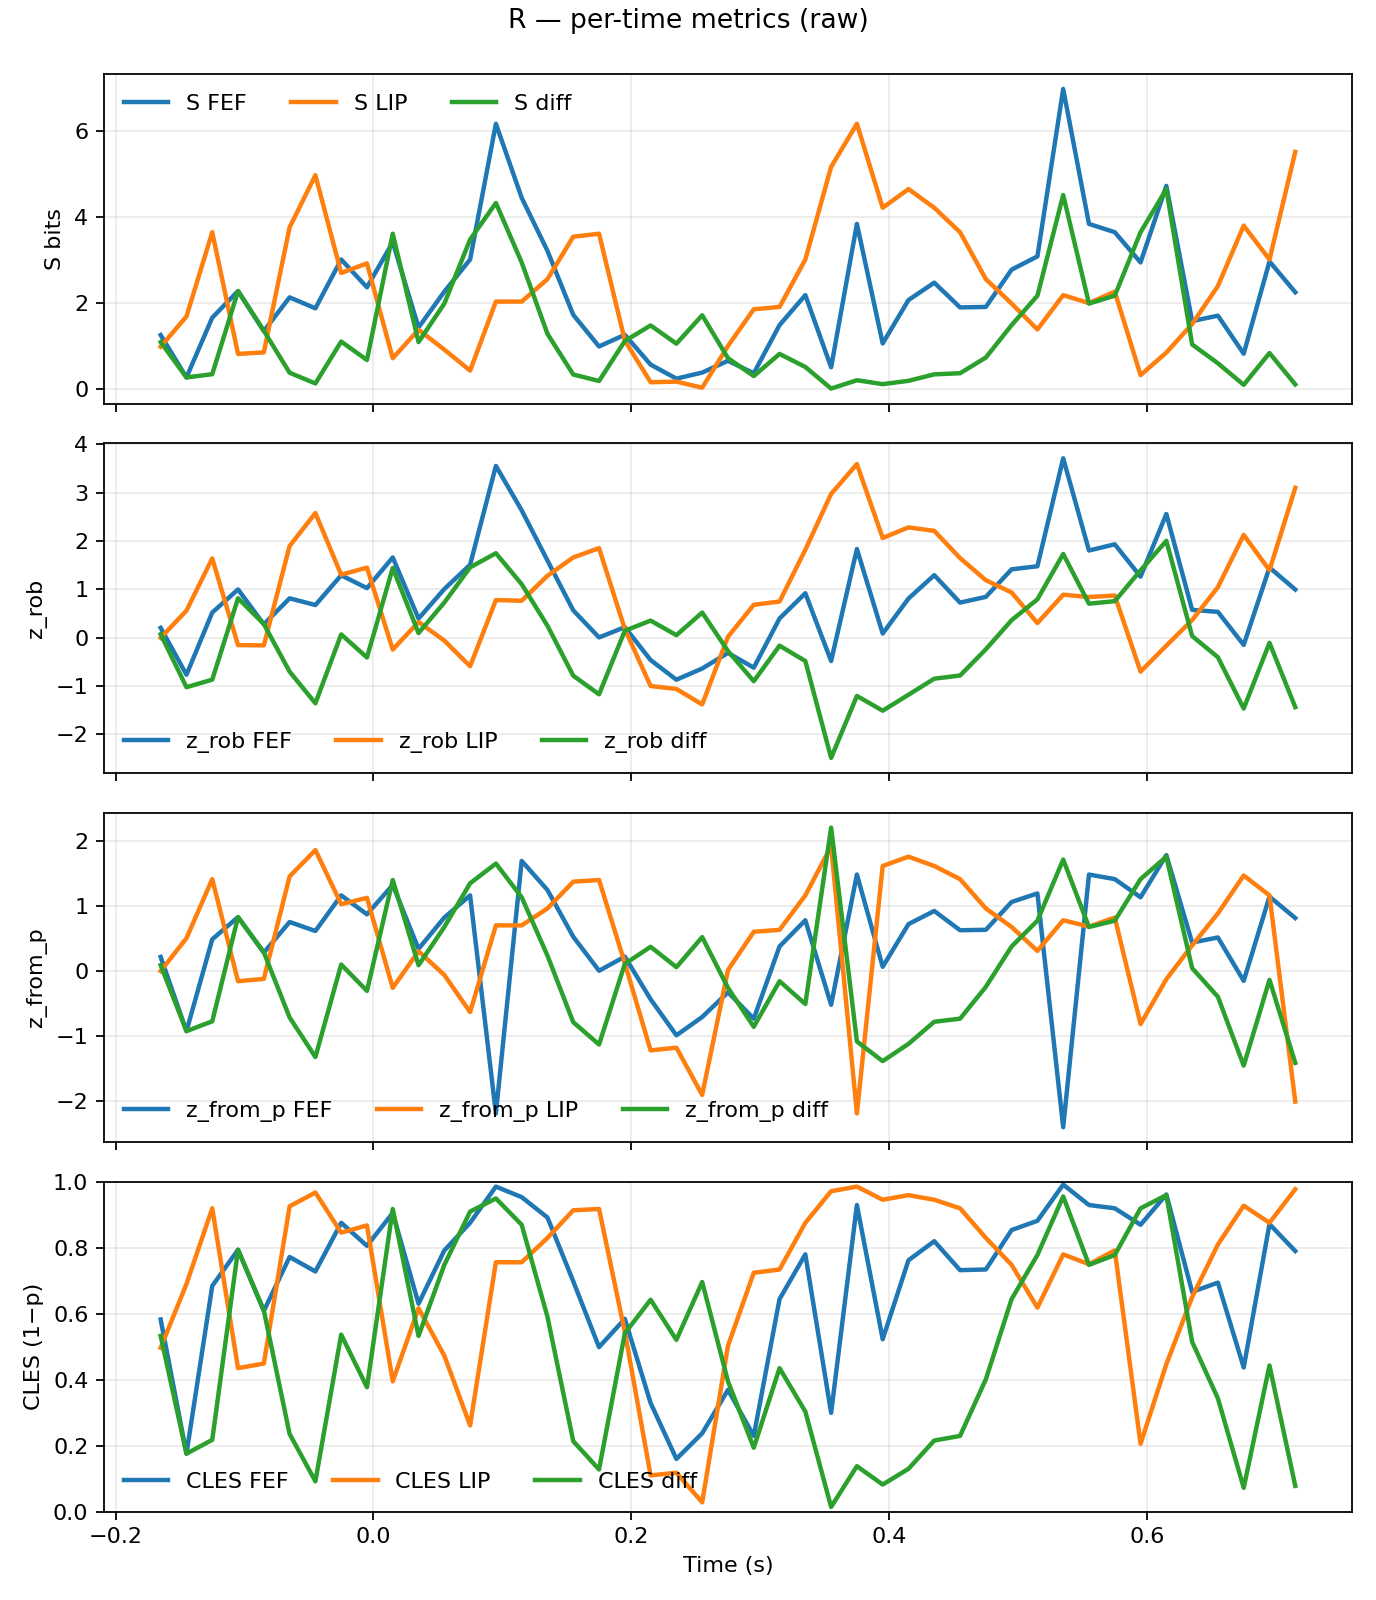 R — per-time metrics (raw)
S FEF S LIP S diff
S bits
6
4
2
0
4
3
2
1
0
−1
−2
z_rob
z_rob FEF z_rob LIP z_rob diff
2
1
0
−1
−2
z_from_p
z_from_p FEF z_from_p LIP z_from_p diff
1.0
0.8
0.6
0.4
0.2
0.0
CLES (1−p)
CLES FEF CLES LIP CLES diff
−0.2 0.0 0.2 0.4 0.6
Time (s)